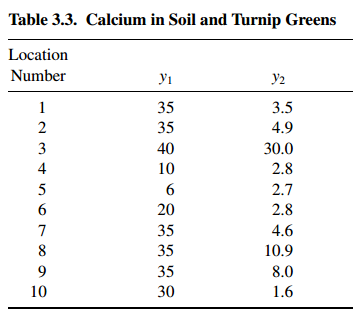 Table 3.3. Calcium in Soil and Turnip Greens
Location
Number y1 y2
1 35 3.5
2 35 4.9
3 40 30.0
4 10 2.8
5 6 2.7
6 20 2.8
7 35 4.6
8 35 10.9
9 35 8.0
10 30 1.6